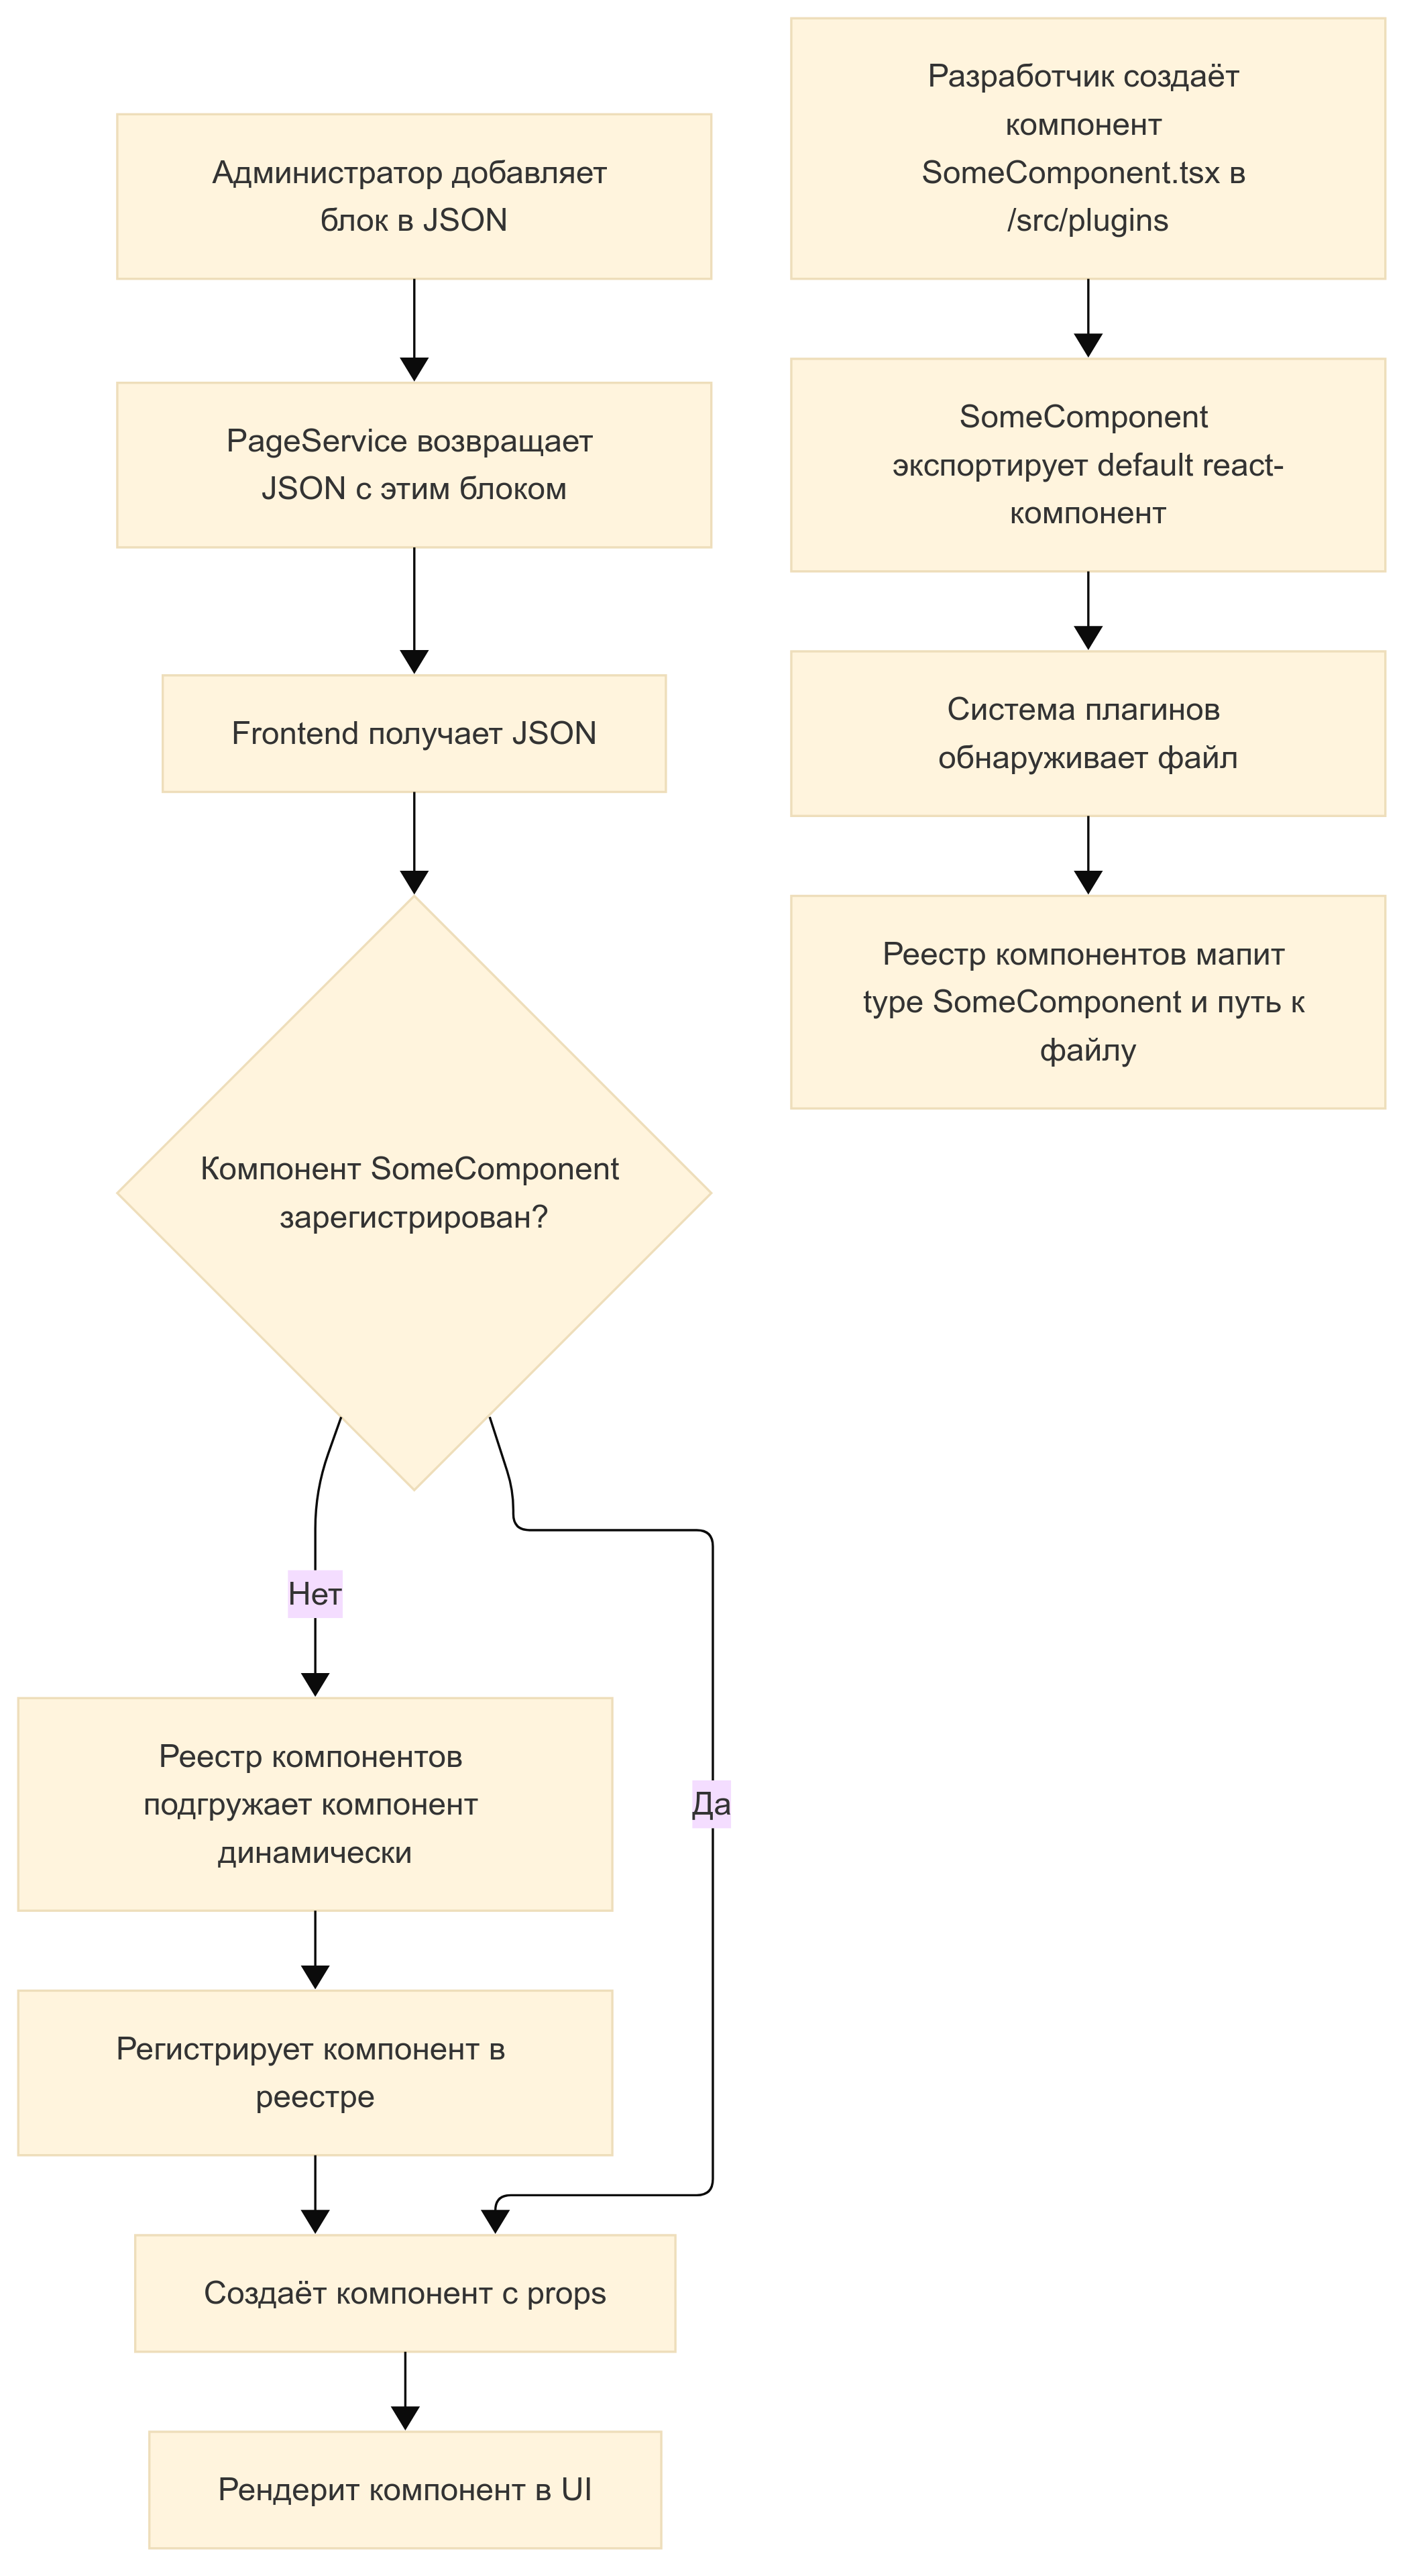 Администратор добавляет
блок в JSON
PageService возвращает
JSON с этим блоком
Frontend получает JSON
Компонент SomeComponent
зарегистрирован?
Нет
Да
Реестр компонентов
подгружает компонент
динамически
Регистрирует компонент в
реестре
Создаёт компонент с props
Рендерит компонент в UI
Разработчик создаёт
компонент
SomeComponent.tsx в
/src/plugins
SomeComponent
экспортирует default react-
компонент
Система плагинов
обнаруживает файл
Реестр компонентов мапит
type SomeComponent и путь к
файлу